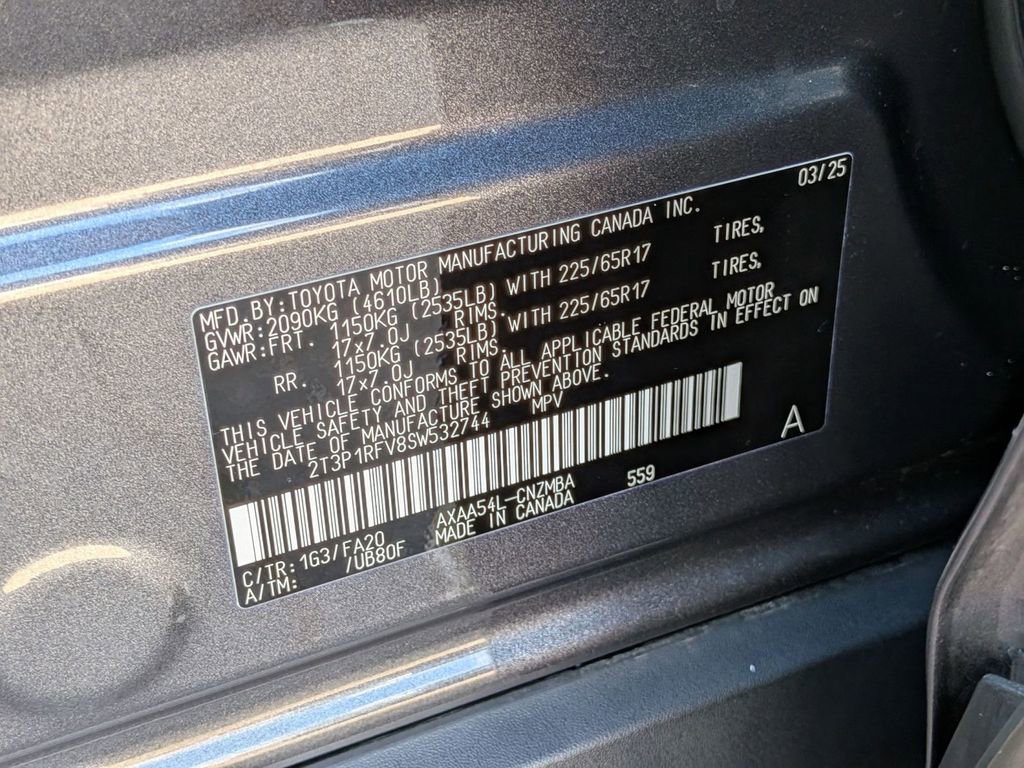 03/25
MFD.BY:TOYOTA MOTOR MANUFACTURING CANADA INC.
GVWR:2090KG (4610LB)
GAWR:FRT. 1150KG (2535LB) WITH 225/65R17 TIRES,
17x7.0J RIMS.
RR. 1150KG (2535LB) WITH 225/65R17 TIRES,
17x7.0J RIMS.
THIS VEHICLE CONFORMS TO ALL APPLICABLE FEDERAL MOTOR
VEHICLE SAFETY AND THEFT PREVENTION STANDARDS IN EFFECT ON
THE DATE OF MANUFACTURE SHOWN ABOVE.
2T3P1RFV8SW532744 MPV
A
C/TR:1G3/FA20 AXAA54L-CNZMBA 559
A/TM: /UB80F MADE IN CANADA